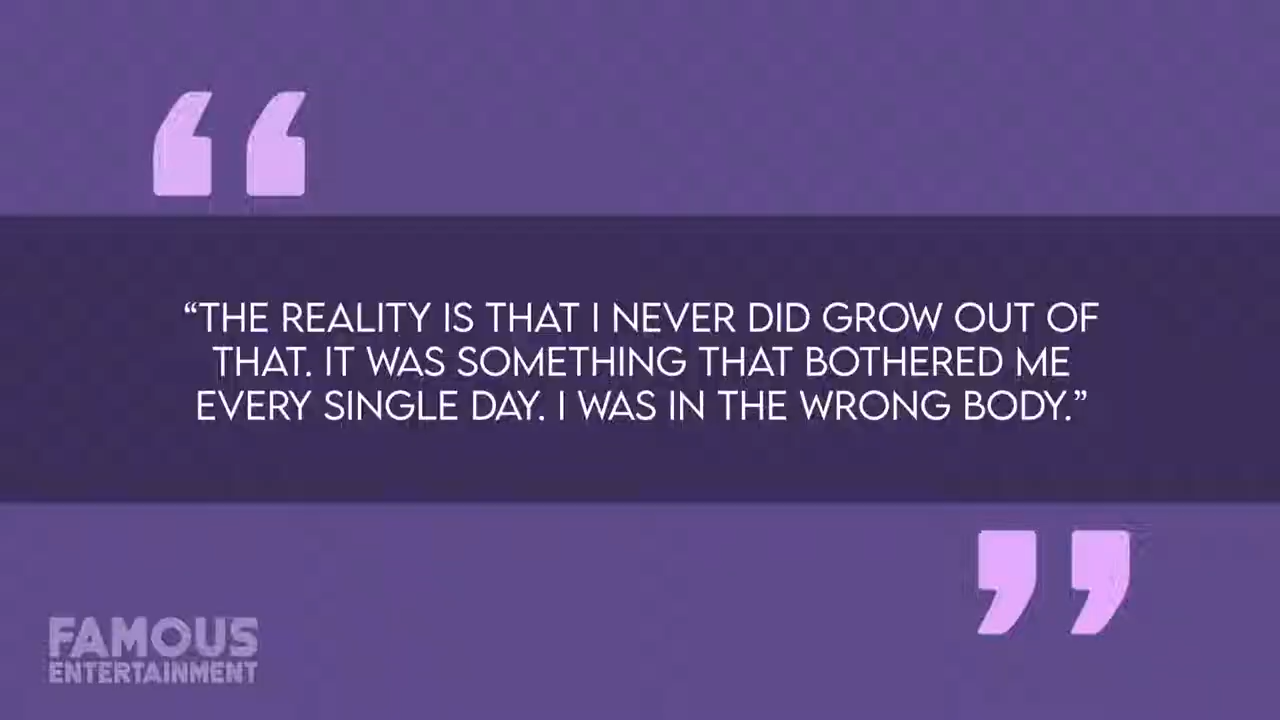 “THE REALITY IS THAT I NEVER DID GROW OUT OF
THAT. IT WAS SOMETHING THAT BOTHERED ME
EVERY SINGLE DAY. I WAS IN THE WRONG BODY.”
FAMOUS
ENTERTAINMENT